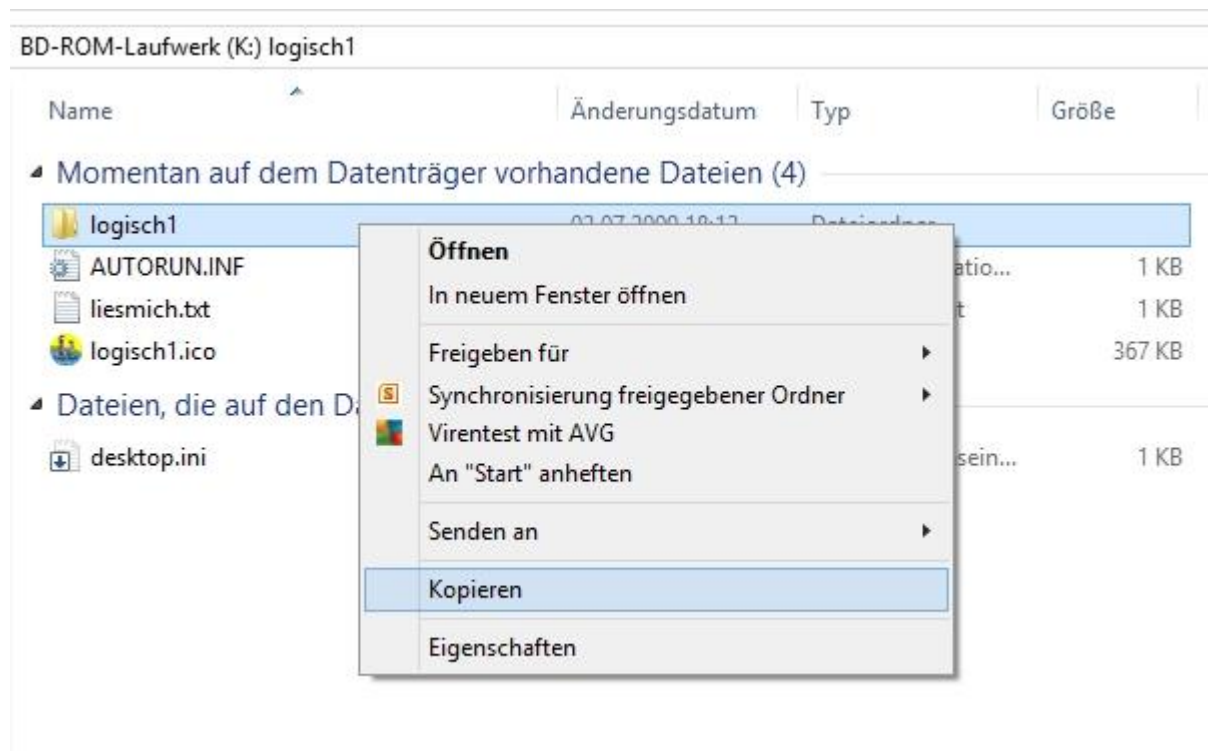 BD-ROM-Laufwerk (K:) logisch1
Name Änderungsdatum Typ Größe
Momentan auf dem Datenträger vorhandene Dateien (4)
logisch1
AUTORUN.INF atio... 1 KB
liesmich.txt t 1 KB
logisch1.ico 367 KB
Dateien, die auf den Da
desktop.ini sein... 1 KB
Öffnen
In neuem Fenster öffnen
Freigeben für
Synchronisierung freigegebener Ordner
Virentest mit AVG
An "Start" anheften
Senden an
Kopieren
Eigenschaften